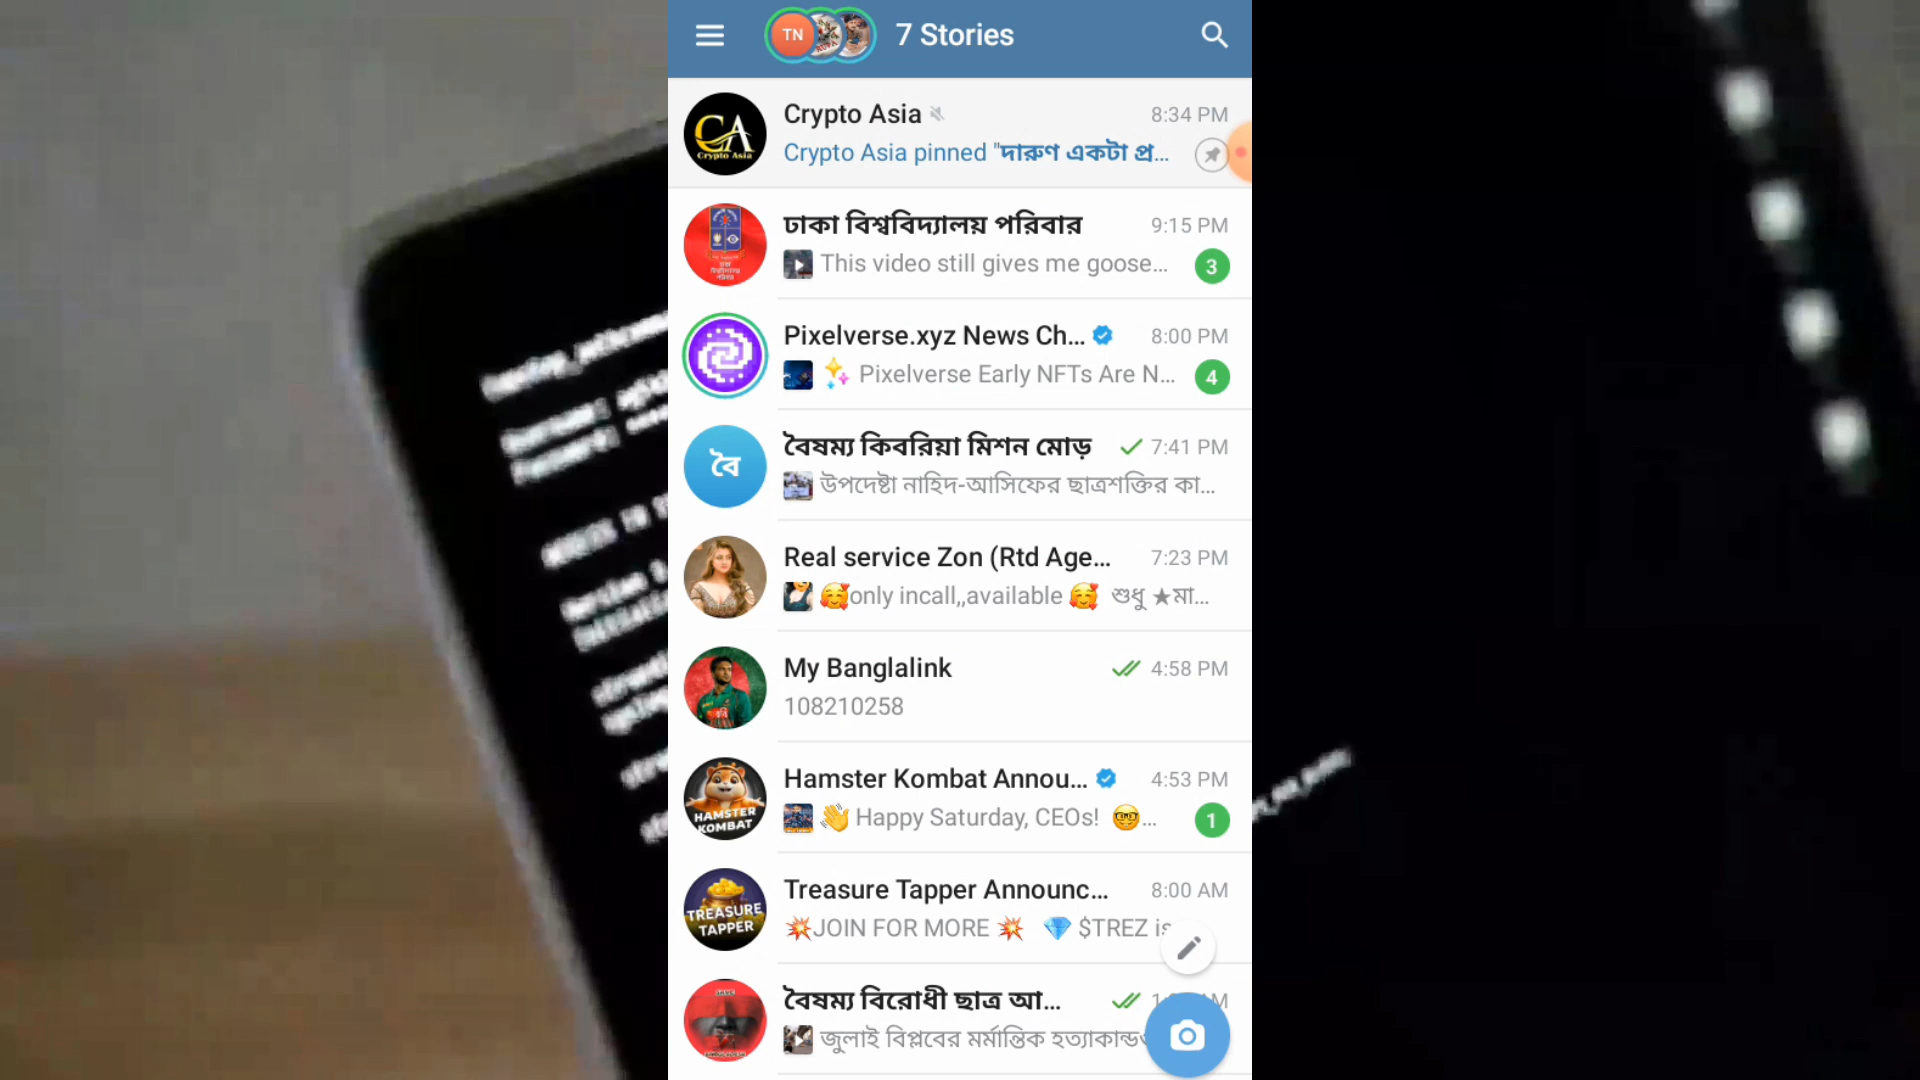 TN
7 Stories
Crypto Asia
8:34 PM
CA
Crypto Asia
Crypto Asia pinned "দারুণ একটা প্র...
ঢাকা বিশ্ববিদ্যালয় পরিবার
9:15 PM
This video still gives me goose...
3
Pixelverse.xyz News Ch...
8:00 PM
Pixelverse Early NFTs Are N...
4
বৈষম্য কিবরিয়া মিশন মোড়
7:41 PM
বৈ
উপদেষ্টা নাহিদ-আসিফের ছাত্রশক্তির কা...
Real service Zon (Rtd Age...
7:23 PM
🥰only incall,,available 🥰 শুধু ★মা...
My Banglalink
4:58 PM
108210258
Hamster Kombat Annou...
4:53 PM
HAMSTER
KOMBAT
👋 Happy Saturday, CEOs! 🤓...
1
Treasure Tapper Announc...
8:00 AM
TREASURE
TAPPER
💥JOIN FOR MORE 💥 💎 $TREZ is
বৈষম্য বিরোধী ছাত্র আ...
জুলাই বিপ্লবের মর্মান্তিক হত্যাকান্ড